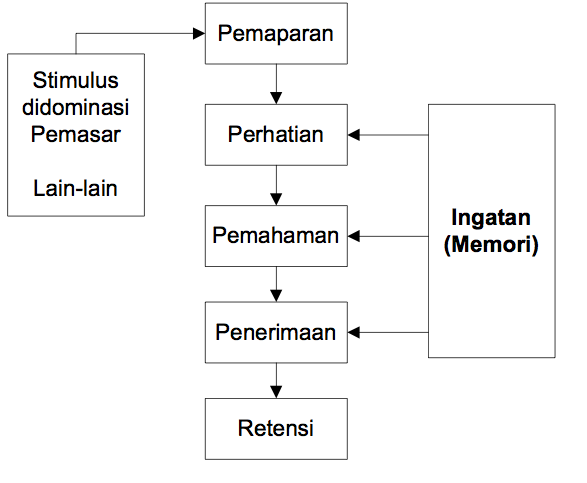 Pemaparan
Stimulus
didominasi
Pemasar
Lain-lain
Perhatian
Pemahaman
Penerimaan
Retensi
Ingatan
(Memori)